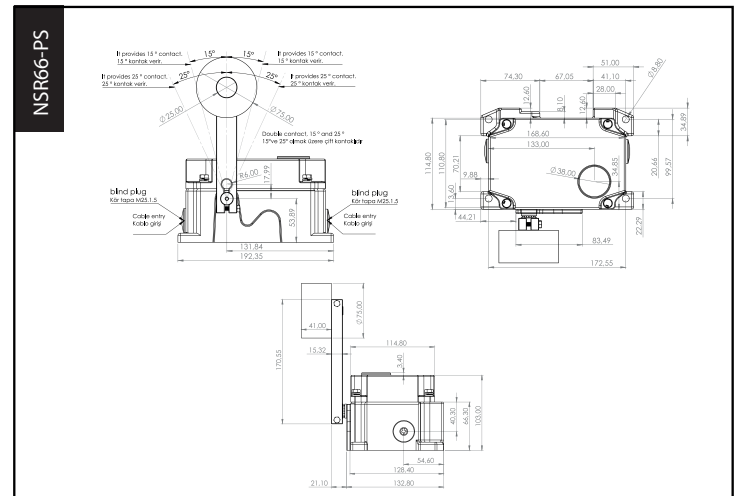 NSR66-PS
15° 15°
It provides 15 ° contact.
15 ° kontak verir.
It provides 15 ° contact.
15 ° kontak verir.
25° 25°
It provides 25 ° contact.
25 ° kontak verir.
It provides 25 ° contact.
25 ° kontak verir.
Ø25,00
Ø75,00
Double contact, 15 ° and 25 °
15°ve 25° olmak üzere çift kontaklıdır
R6,00
17,99
53,89
blind plug
Kör tapa M25.1.5
Cable entry
Kablo girişi
blind plug
Kör tapa M25.1.5
Cable entry
Kablo girişi
131,84
192,35
51,00
74,30
67,05
41,10
Ø8,80
28,00
12,60
8,10
12,60
34,89
168,60
133,00
114,80
110,80
70,21
9,88
13,60
Ø38,00
34,85
20,66
99,57
44,21
22,29
83,49
172,55
41,00
Ø75,00
15,32
114,80
3,40
170,55
40,30
66,30
103,00
54,60
128,40
21,10
132,80